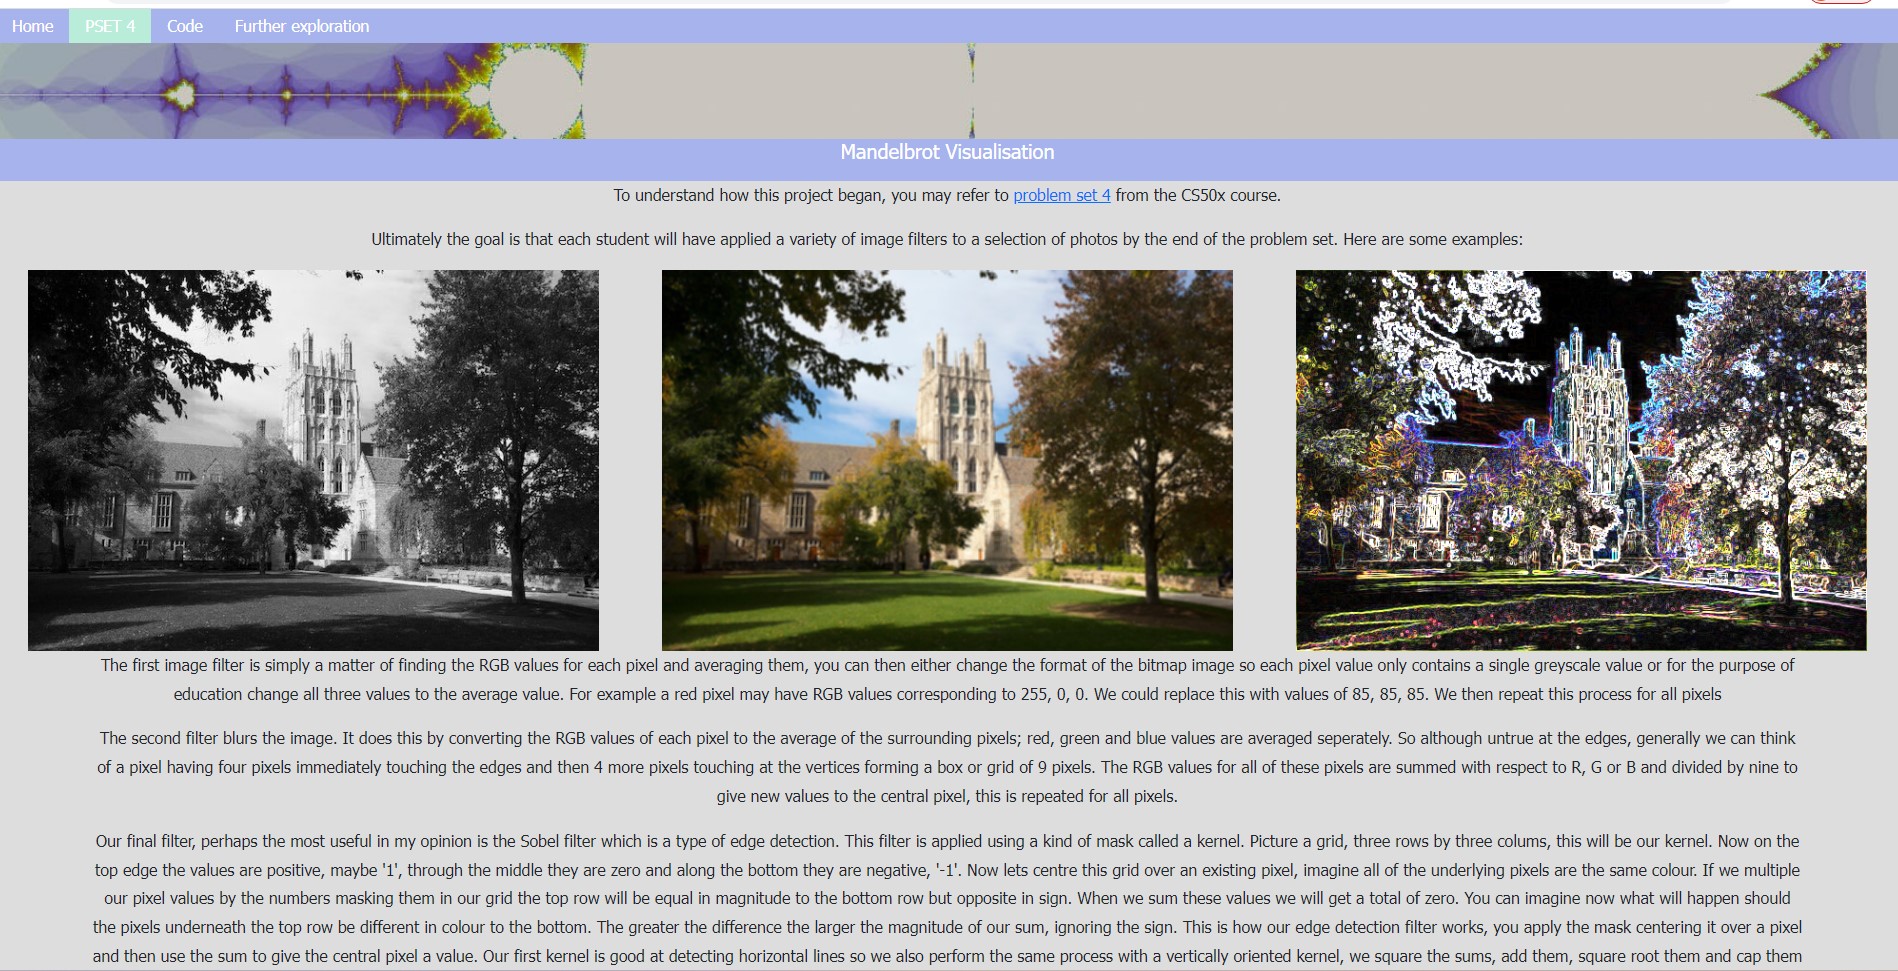 Home PSET 4 Code Further exploration
Mandelbrot Visualisation
To understand how this project began, you may refer to problem set 4 from the CS50x course.
Ultimately the goal is that each student will have applied a variety of image filters to a selection of photos by the end of the problem set. Here are some examples:
The first image filter is simply a matter of finding the RGB values for each pixel and averaging them, you can then either change the format of the bitmap image so each pixel value only contains a single greyscale value or for the purpose of
education change all three values to the average value. For example a red pixel may have RGB values corresponding to 255, 0, 0. We could replace this with values of 85, 85, 85. We then repeat this process for all pixels
The second filter blurs the image. It does this by converting the RGB values of each pixel to the average of the surrounding pixels; red, green and blue values are averaged seperately. So although untrue at the edges, generally we can think
of a pixel having four pixels immediately touching the edges and then 4 more pixels touching at the vertices forming a box or grid of 9 pixels. The RGB values for all of these pixels are summed with respect to R, G or B and divided by nine to
give new values to the central pixel, this is repeated for all pixels.
Our final filter, perhaps the most useful in my opinion is the Sobel filter which is a type of edge detection. This filter is applied using a kind of mask called a kernel. Picture a grid, three rows by three colums, this will be our kernel. Now on the
top edge the values are positive, maybe '1', through the middle they are zero and along the bottom they are negative, '-1'. Now lets centre this grid over an existing pixel, imagine all of the underlying pixels are the same colour. If we multiple
our pixel values by the numbers masking them in our grid the top row will be equal in magnitude to the bottom row but opposite in sign. When we sum these values we will get a total of zero. You can imagine now what will happen should
the pixels underneath the top row be different in colour to the bottom. The greater the difference the larger the magnitude of our sum, ignoring the sign. This is how our edge detection filter works, you apply the mask centering it over a pixel
and then use the sum to give the central pixel a value. Our first kernel is good at detecting horizontal lines so we also perform the same process with a vertically oriented kernel, we square the sums, add them, square root them and cap them